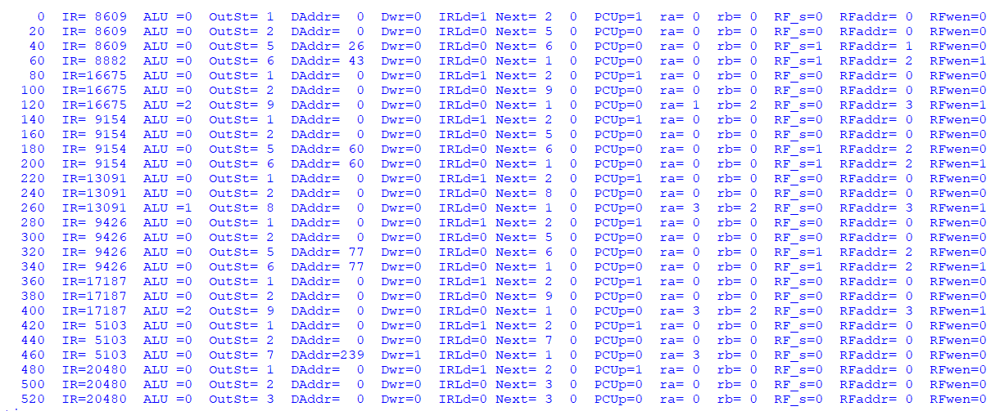 0 IR= 8609 ALU =0 OutSt= 1 DAddr= 0 Dwr=0 IRLd=1 Next= 2 0 PCUp=1 ra= 0 rb= 0 RF_s=0 RFaddr= 0 RFwen=0
20 IR= 8609 ALU =0 OutSt= 2 DAddr= 0 Dwr=0 IRLd=0 Next= 5 0 PCUp=0 ra= 0 rb= 0 RF_s=0 RFaddr= 0 RFwen=0
40 IR= 8609 ALU =0 OutSt= 5 DAddr= 26 Dwr=0 IRLd=0 Next= 6 0 PCUp=0 ra= 0 rb= 0 RF_s=1 RFaddr= 1 RFwen=0
60 IR= 8882 ALU =0 OutSt= 6 DAddr= 43 Dwr=0 IRLd=0 Next= 1 0 PCUp=0 ra= 0 rb= 0 RF_s=1 RFaddr= 2 RFwen=1
80 IR=16675 ALU =0 OutSt= 1 DAddr= 0 Dwr=0 IRLd=1 Next= 2 0 PCUp=1 ra= 0 rb= 0 RF_s=0 RFaddr= 0 RFwen=0
100 IR=16675 ALU =0 OutSt= 2 DAddr= 0 Dwr=0 IRLd=0 Next= 9 0 PCUp=0 ra= 0 rb= 0 RF_s=0 RFaddr= 0 RFwen=0
120 IR=16675 ALU =2 OutSt= 9 DAddr= 0 Dwr=0 IRLd=0 Next= 1 0 PCUp=0 ra= 1 rb= 2 RF_s=0 RFaddr= 3 RFwen=1
140 IR= 9154 ALU =0 OutSt= 1 DAddr= 0 Dwr=0 IRLd=1 Next= 2 0 PCUp=1 ra= 0 rb= 0 RF_s=0 RFaddr= 0 RFwen=0
160 IR= 9154 ALU =0 OutSt= 2 DAddr= 0 Dwr=0 IRLd=0 Next= 5 0 PCUp=0 ra= 0 rb= 0 RF_s=0 RFaddr= 0 RFwen=0
180 IR= 9154 ALU =0 OutSt= 5 DAddr= 60 Dwr=0 IRLd=0 Next= 6 0 PCUp=0 ra= 0 rb= 0 RF_s=1 RFaddr= 2 RFwen=0
200 IR= 9154 ALU =0 OutSt= 6 DAddr= 60 Dwr=0 IRLd=0 Next= 1 0 PCUp=0 ra= 0 rb= 0 RF_s=1 RFaddr= 2 RFwen=1
220 IR=13091 ALU =0 OutSt= 1 DAddr= 0 Dwr=0 IRLd=1 Next= 2 0 PCUp=1 ra= 0 rb= 0 RF_s=0 RFaddr= 0 RFwen=0
240 IR=13091 ALU =0 OutSt= 2 DAddr= 0 Dwr=0 IRLd=0 Next= 8 0 PCUp=0 ra= 0 rb= 0 RF_s=0 RFaddr= 0 RFwen=0
260 IR=13091 ALU =1 OutSt= 8 DAddr= 0 Dwr=0 IRLd=0 Next= 1 0 PCUp=0 ra= 3 rb= 2 RF_s=0 RFaddr= 3 RFwen=1
280 IR= 9426 ALU =0 OutSt= 1 DAddr= 0 Dwr=0 IRLd=1 Next= 2 0 PCUp=1 ra= 0 rb= 0 RF_s=0 RFaddr= 0 RFwen=0
300 IR= 9426 ALU =0 OutSt= 2 DAddr= 0 Dwr=0 IRLd=0 Next= 5 0 PCUp=0 ra= 0 rb= 0 RF_s=0 RFaddr= 0 RFwen=0
320 IR= 9426 ALU =0 OutSt= 5 DAddr= 77 Dwr=0 IRLd=0 Next= 6 0 PCUp=0 ra= 0 rb= 0 RF_s=1 RFaddr= 2 RFwen=0
340 IR= 9426 ALU =0 OutSt= 6 DAddr= 77 Dwr=0 IRLd=0 Next= 1 0 PCUp=0 ra= 0 rb= 0 RF_s=1 RFaddr= 2 RFwen=1
360 IR=17187 ALU =0 OutSt= 1 DAddr= 0 Dwr=0 IRLd=1 Next= 2 0 PCUp=1 ra= 0 rb= 0 RF_s=0 RFaddr= 0 RFwen=0
380 IR=17187 ALU =0 OutSt= 2 DAddr= 0 Dwr=0 IRLd=0 Next= 9 0 PCUp=0 ra= 0 rb= 0 RF_s=0 RFaddr= 0 RFwen=0
400 IR=17187 ALU =2 OutSt= 9 DAddr= 0 Dwr=0 IRLd=0 Next= 1 0 PCUp=0 ra= 3 rb= 2 RF_s=0 RFaddr= 3 RFwen=1
420 IR= 5103 ALU =0 OutSt= 1 DAddr= 0 Dwr=0 IRLd=1 Next= 2 0 PCUp=1 ra= 0 rb= 0 RF_s=0 RFaddr= 0 RFwen=0
440 IR= 5103 ALU =0 OutSt= 2 DAddr= 0 Dwr=0 IRLd=0 Next= 7 0 PCUp=0 ra= 0 rb= 0 RF_s=0 RFaddr= 0 RFwen=0
460 IR= 5103 ALU =0 OutSt= 7 DAddr=239 Dwr=1 IRLd=0 Next= 1 0 PCUp=0 ra= 3 rb= 0 RF_s=0 RFaddr= 0 RFwen=0
480 IR=20480 ALU =0 OutSt= 1 DAddr= 0 Dwr=0 IRLd=1 Next= 2 0 PCUp=1 ra= 0 rb= 0 RF_s=0 RFaddr= 0 RFwen=0
500 IR=20480 ALU =0 OutSt= 2 DAddr= 0 Dwr=0 IRLd=0 Next= 3 0 PCUp=0 ra= 0 rb= 0 RF_s=0 RFaddr= 0 RFwen=0
520 IR=20480 ALU =0 OutSt= 3 DAddr= 0 Dwr=0 IRLd=0 Next= 3 0 PCUp=0 ra= 0 rb= 0 RF_s=0 RFaddr= 0 RFwen=0